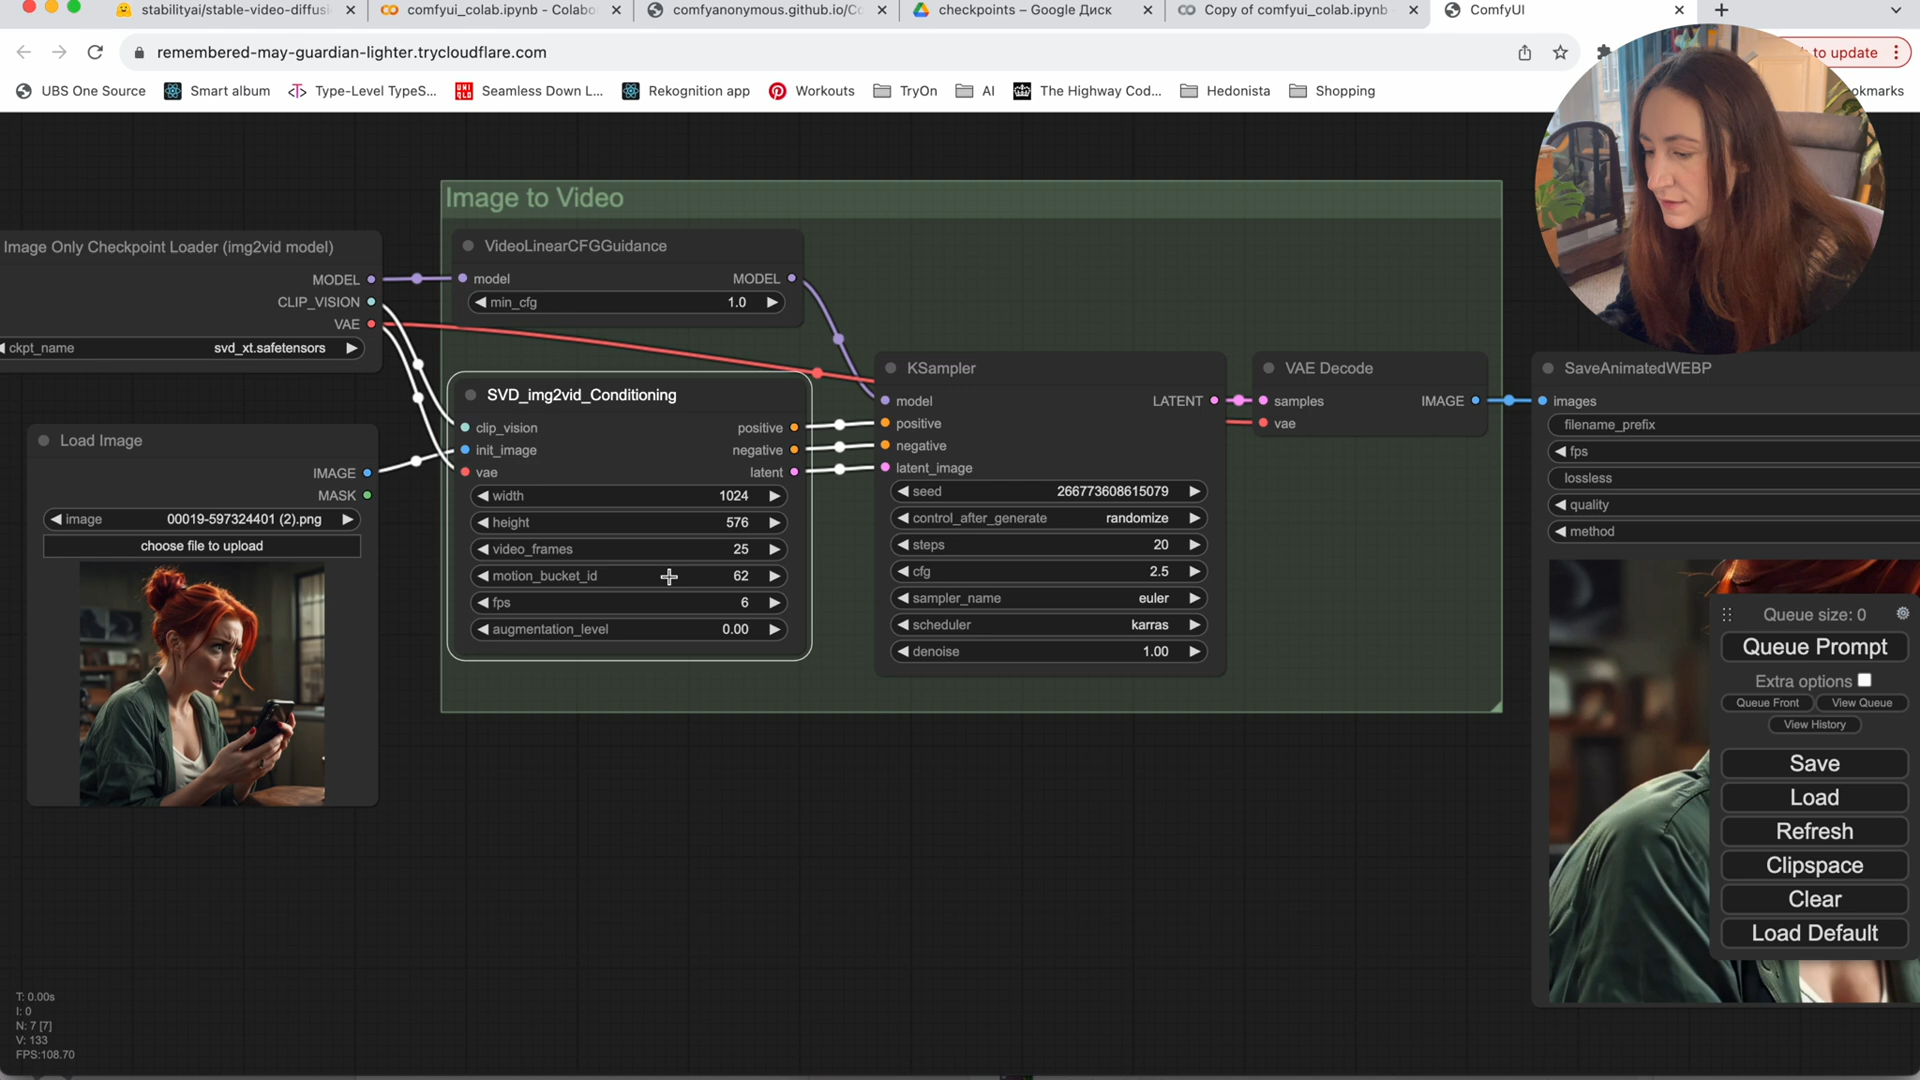 stabilityai/stable-video-diffusi
comfyui_colab.ipynb - Colabo
comfyanonymous.github.io/Co
checkpoints – Google Диск
Copy of comfyui_colab.ipynb -
ComfyUI
remembered-may-guardian-lighter.trycloudflare.com
to update
UBS One Source
Smart album
Type-Level TypeS...
Seamless Down L...
Rekognition app
Workouts
TryOn
AI
The Highway Cod...
Hedonista
Shopping
okmarks
Image to Video
Image Only Checkpoint Loader (img2vid model)
MODEL
CLIP_VISION
VAE
ckpt_name svd_xt.safetensors
VideoLinearCFGGuidance
model MODEL
min_cfg 1.0
Load Image
IMAGE
MASK
image 00019-597324401 (2).png
choose file to upload
SVD_img2vid_Conditioning
clip_vision positive
init_image negative
vae latent
width 1024
height 576
video_frames 25
motion_bucket_id 62
fps 6
augmentation_level 0.00
KSampler
model LATENT
positive
negative
latent_image
seed 266773608615079
control_after_generate randomize
steps 20
cfg 2.5
sampler_name euler
scheduler karras
denoise 1.00
VAE Decode
samples IMAGE
vae
SaveAnimatedWEBP
images
filename_prefix
fps
lossless
quality
method
Queue size: 0
Queue Prompt
Extra options
Queue Front
View Queue
View History
Save
Load
Refresh
Clipspace
Clear
Load Default
T: 0.00s
I: 0
N: 7 [7]
V: 133
FPS:108.70